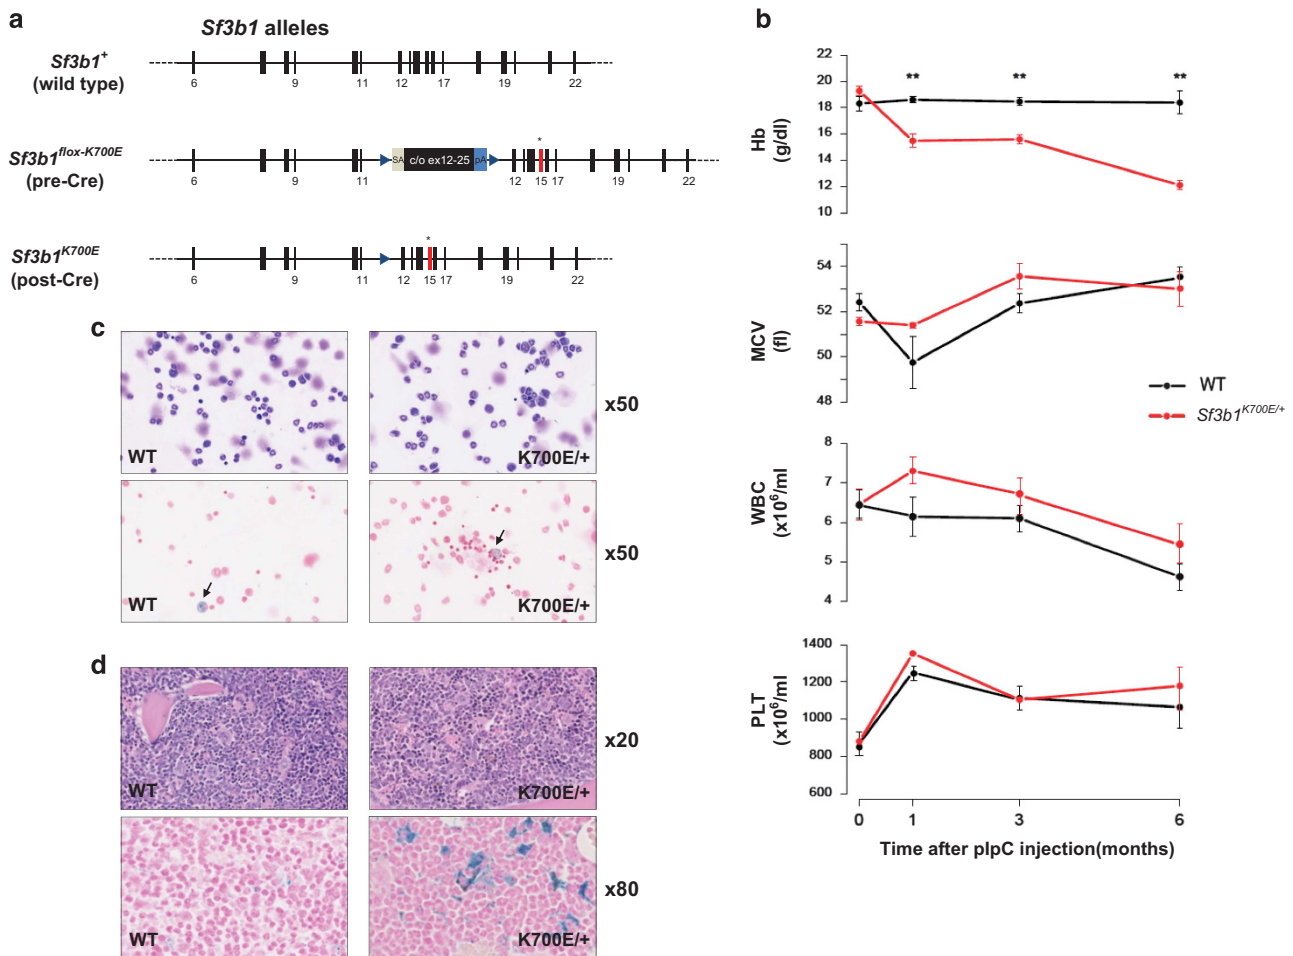 a
Sf3b1 alleles
Sf3b1+
(wild type)
6 9 11 12 17 19 22
Sf3b1flox-K700E
(pre-Cre)
SA c/o ex12-25 pA *
6 9 11 12 15 17 19 22
Sf3b1K700E
(post-Cre)
*
6 9 11 12 15 17 19 22
b
Hb
(g/dl)
22
20
18
16
14
12
10
** ** **
MCV
(fl)
54
52
50
48
WT
Sf3b1K700E/+
WBC
(x10^6/ml)
8
7
6
5
4
PLT
(x10^6/ml)
1400
1200
1000
800
600
0 1 3 6
Time after pIpC injection(months)
c
WT
K700E/+
x50
WT
K700E/+
x50
d
WT
K700E/+
x20
WT
K700E/+
x80